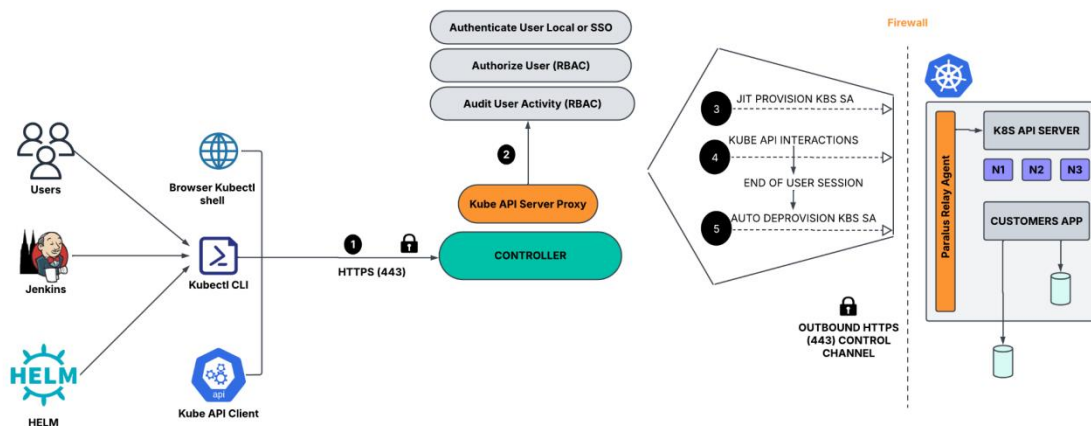 Authenticate User Local or SSO
Authorize User (RBAC)
Audit User Activity (RBAC)
2
Kube API Server Proxy
CONTROLLER
1
HTTPS (443)
Users
Jenkins
HELM
HELM
Browser Kubectl
shell
Kubectl CLI
api
Kube API Client
3
JIT PROVISION KBS SA
4
KUBE API INTERACTIONS
END OF USER SESSION
5
AUTO DEPROVISION KBS SA
OUTBOUND HTTPS
(443) CONTROL
CHANNEL
Firewall
Paralus Relay Agent
K8S API SERVER
N1
N2
N3
CUSTOMERS APP